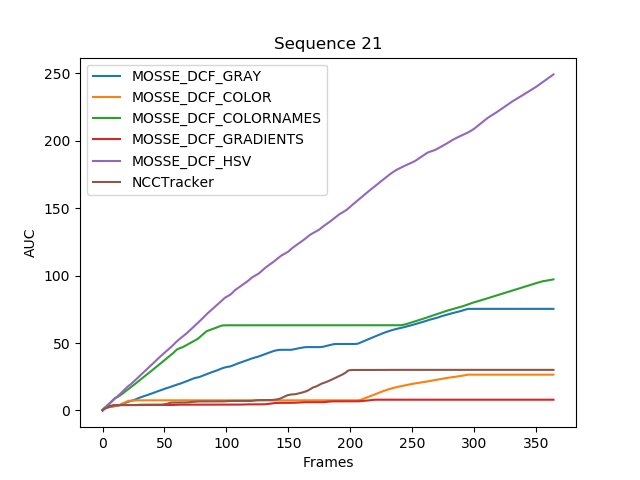 Sequence 21
MOSSE_DCF_GRAY
MOSSE_DCF_COLOR
MOSSE_DCF_COLORNAMES
MOSSE_DCF_GRADIENTS
MOSSE_DCF_HSV
NCCTracker
AUC
250
200
150
100
50
0
0 50 100 150 200 250 300 350
Frames